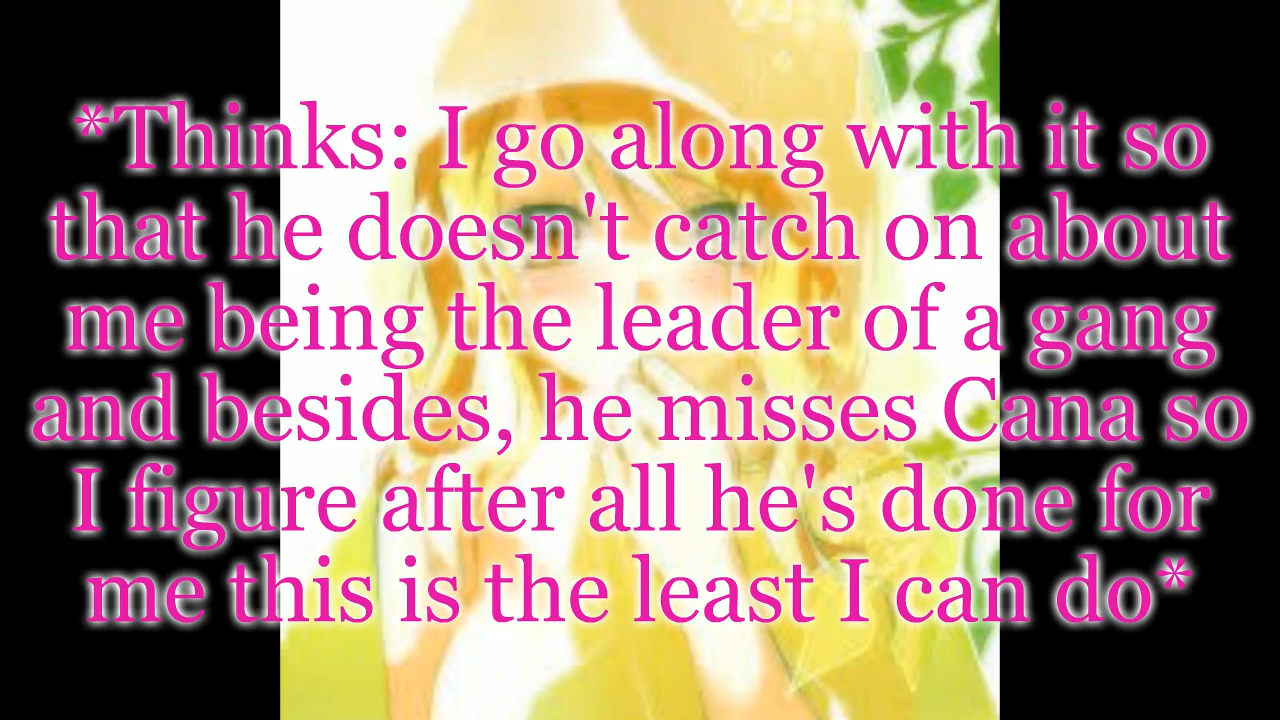 *Thinks: I go along with it so
that he doesn't catch on about
me being the leader of a gang
and besides, he misses Cana so
I figure after all he's done for
me this is the least I can do*